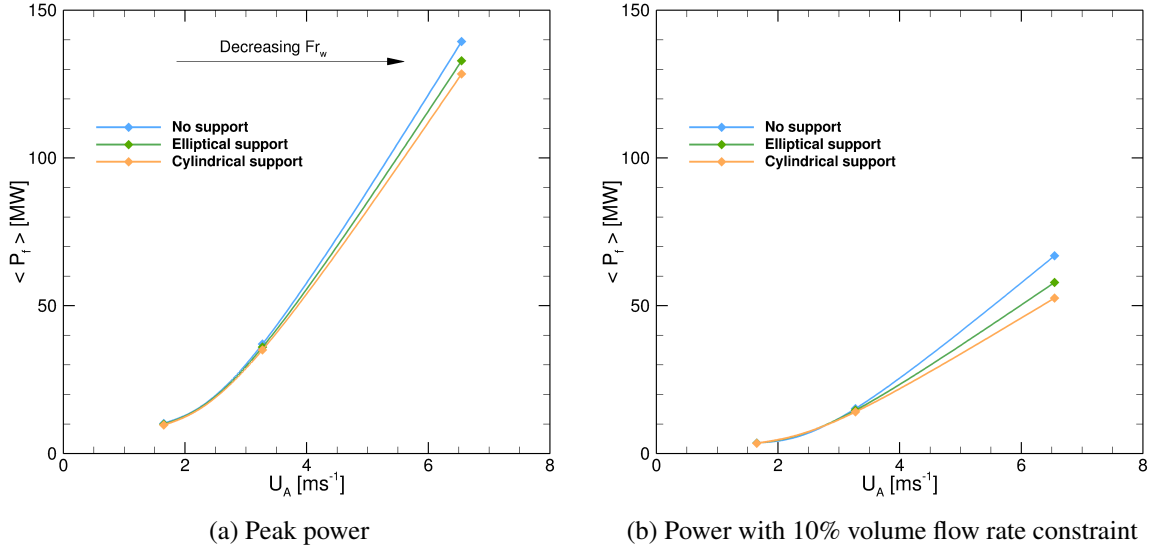 150
100
50
0
< P_f > [MW]
Decreasing Fr_w
No support
Elliptical support
Cylindrical support
0 2 4 6 8
U_A [ms⁻¹]
(a) Peak power
150
100
50
0
< P_f > [MW]
No support
Elliptical support
Cylindrical support
0 2 4 6 8
U_A [ms⁻¹]
(b) Power with 10% volume flow rate constraint